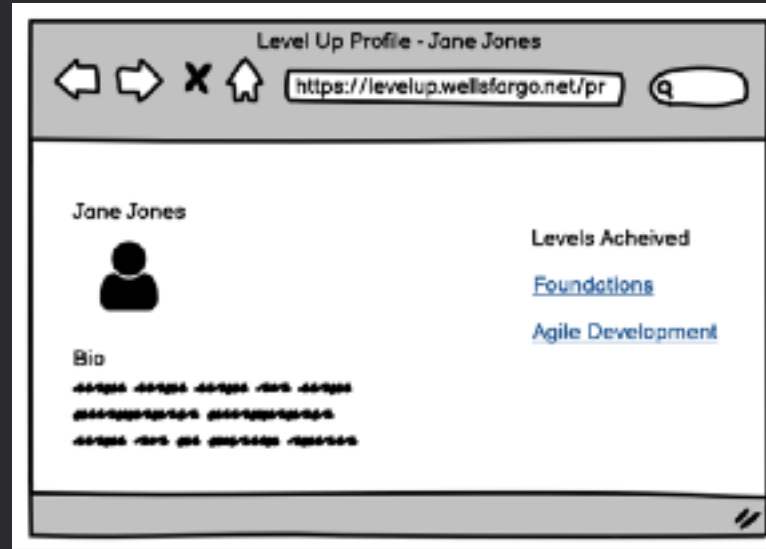 Level Up Profile - Jane Jones
https://levelup.wellsfargo.net/pr
Jane Jones
Bio
Levels Acheived
Foundations
Agile Development